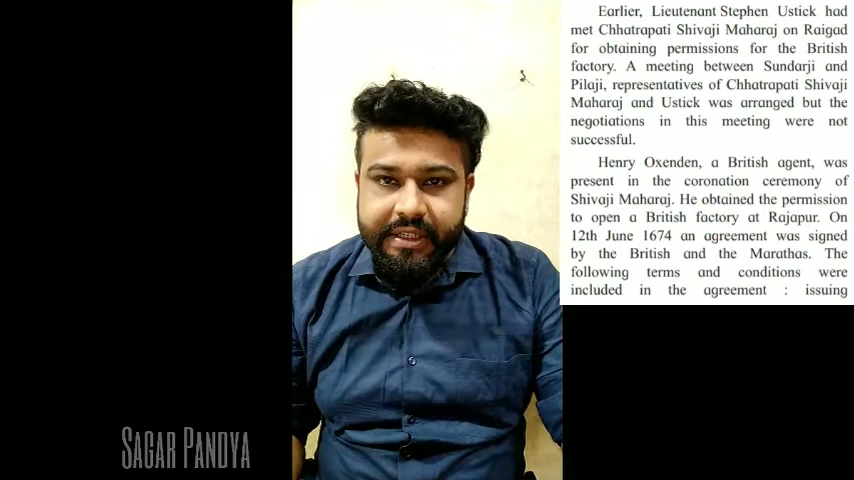 Earlier, Lieutenant Stephen Ustick had
met Chhatrapati Shivaji Maharaj on Raigad
for obtaining permissions for the British
factory. A meeting between Sundarji and
Pilaji, representatives of Chhatrapati Shivaji
Maharaj and Ustick was arranged but the
negotiations in this meeting were not
successful.
Henry Oxenden, a British agent, was
present in the coronation ceremony of
Shivaji Maharaj. He obtained the permission
to open a British factory at Rajapur. On
12th June 1674 an agreement was signed
by the British and the Marathas. The
following terms and conditions were
included in the agreement : issuing
SAGAR PANDYA